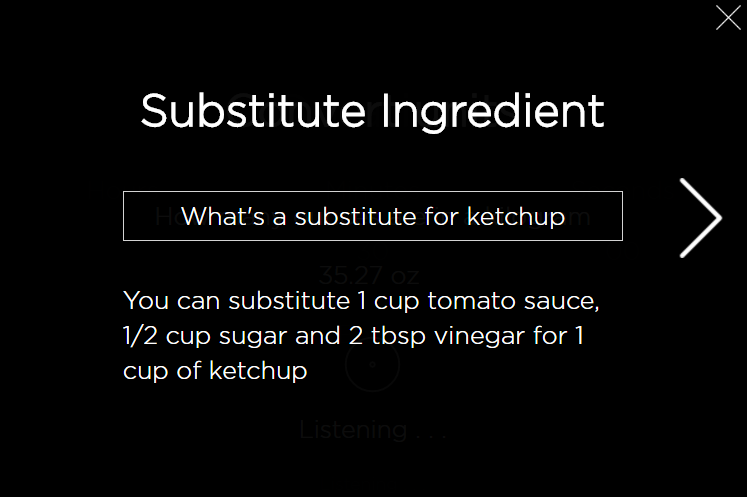 Substitute Ingredient
What's a substitute for ketchup
35.27 oz
You can substitute 1 cup tomato sauce,
1/2 cup sugar and 2 tbsp vinegar for 1
cup of ketchup
Listening . . .